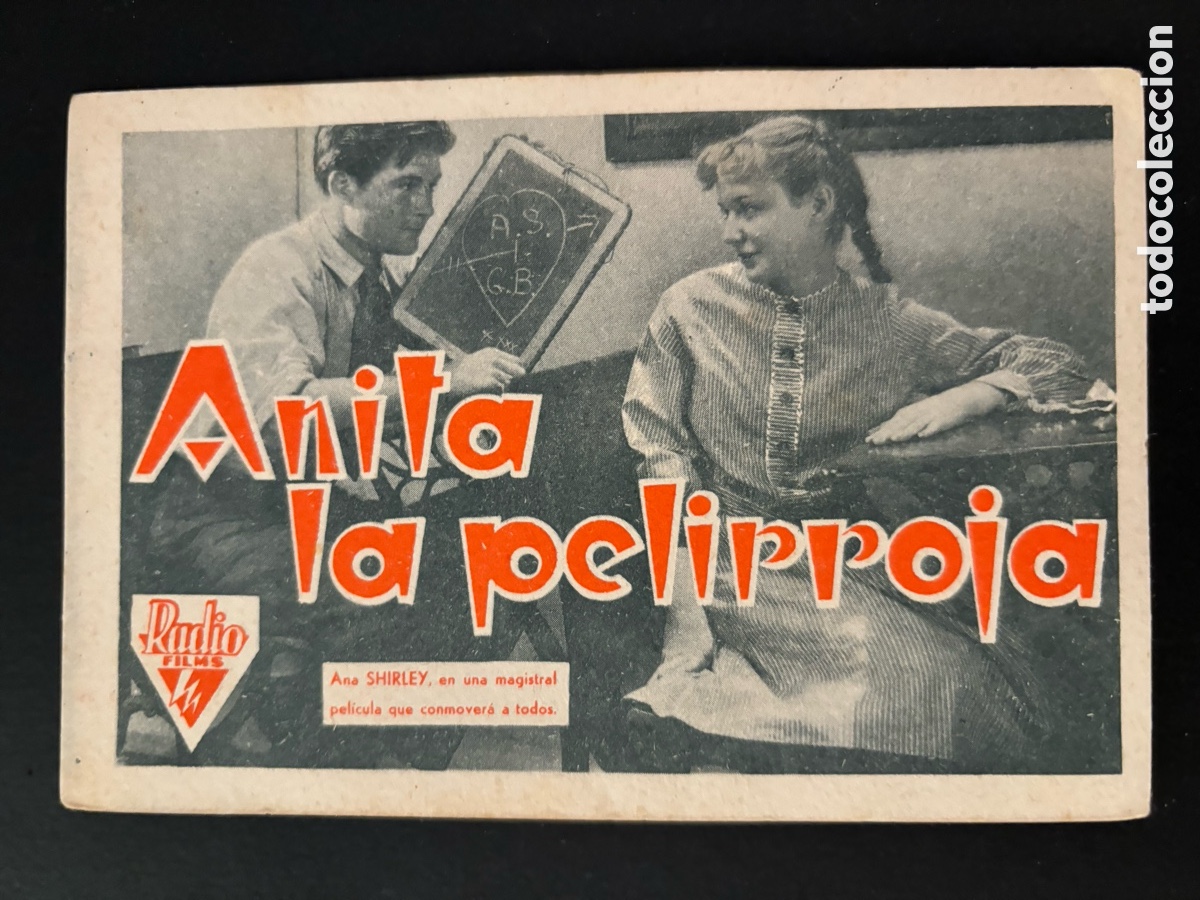 A.S.
G.B.
Anita
la pelirroja
Radio
FILMS
Ana SHIRLEY, en una magistral
película que conmoverá a todos.
todocoleccion